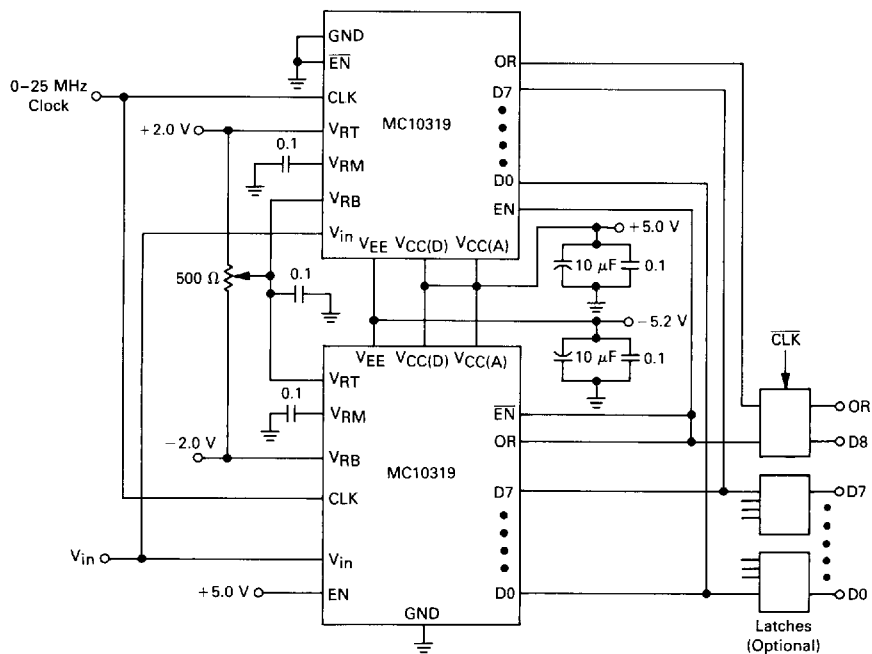 GND
EN
OR
0–25 MHz
Clock
CLK
D7
+2.0 V
VRT
MC10319
0.1
VRM
D0
VRB
EN
Vin
VEE VCC(D) VCC(A)
+5.0 V
500 Ω
0.1
10 µF
0.1
−5.2 V
VEE VCC(D) VCC(A)
10 µF
0.1
CLK
VRT
0.1
VRM
EN
OR
OR
D8
−2.0 V
VRB
MC10319
CLK
D7
D7
Vin
Vin
+5.0 V
EN
D0
D0
GND
Latches
(Optional)